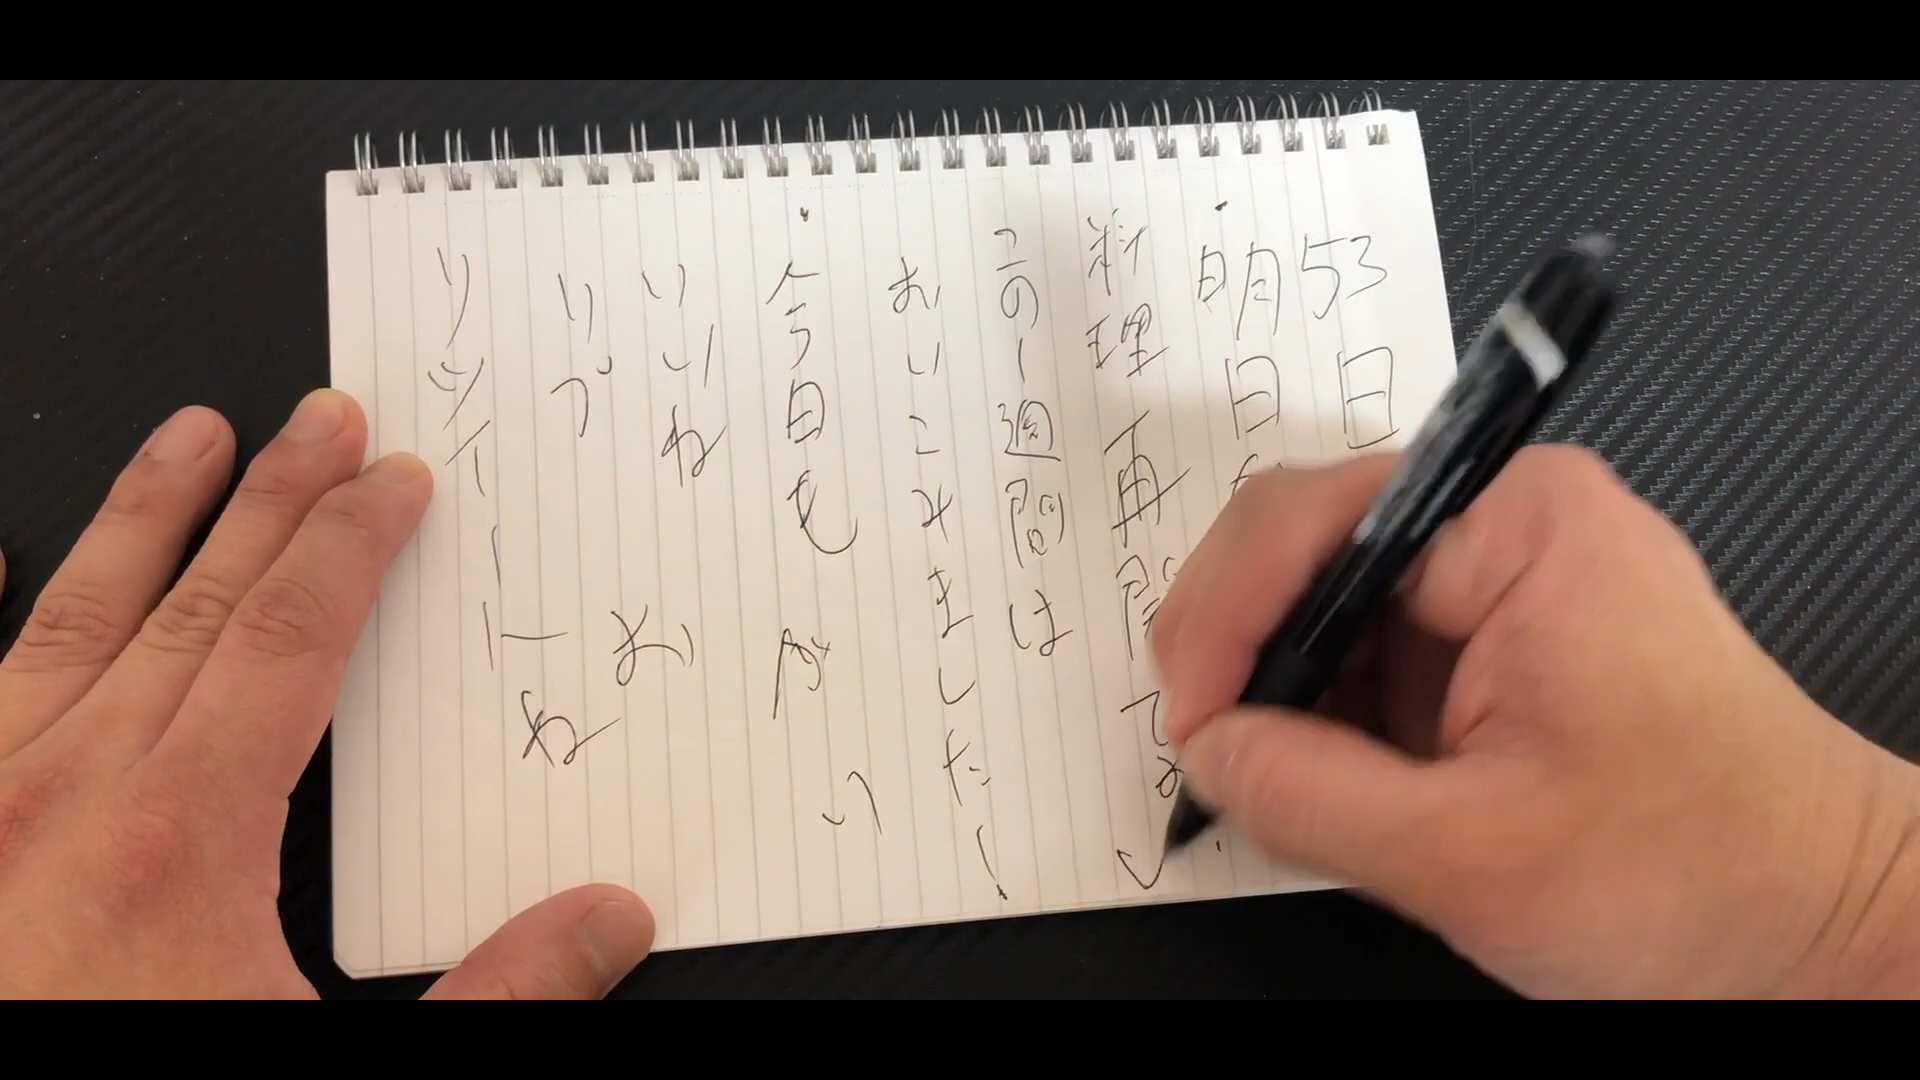 53日
・明日
料理再開で
この1週間は
おいこみました!
・今日も
いいね
リプ
リツイート
おね
がい